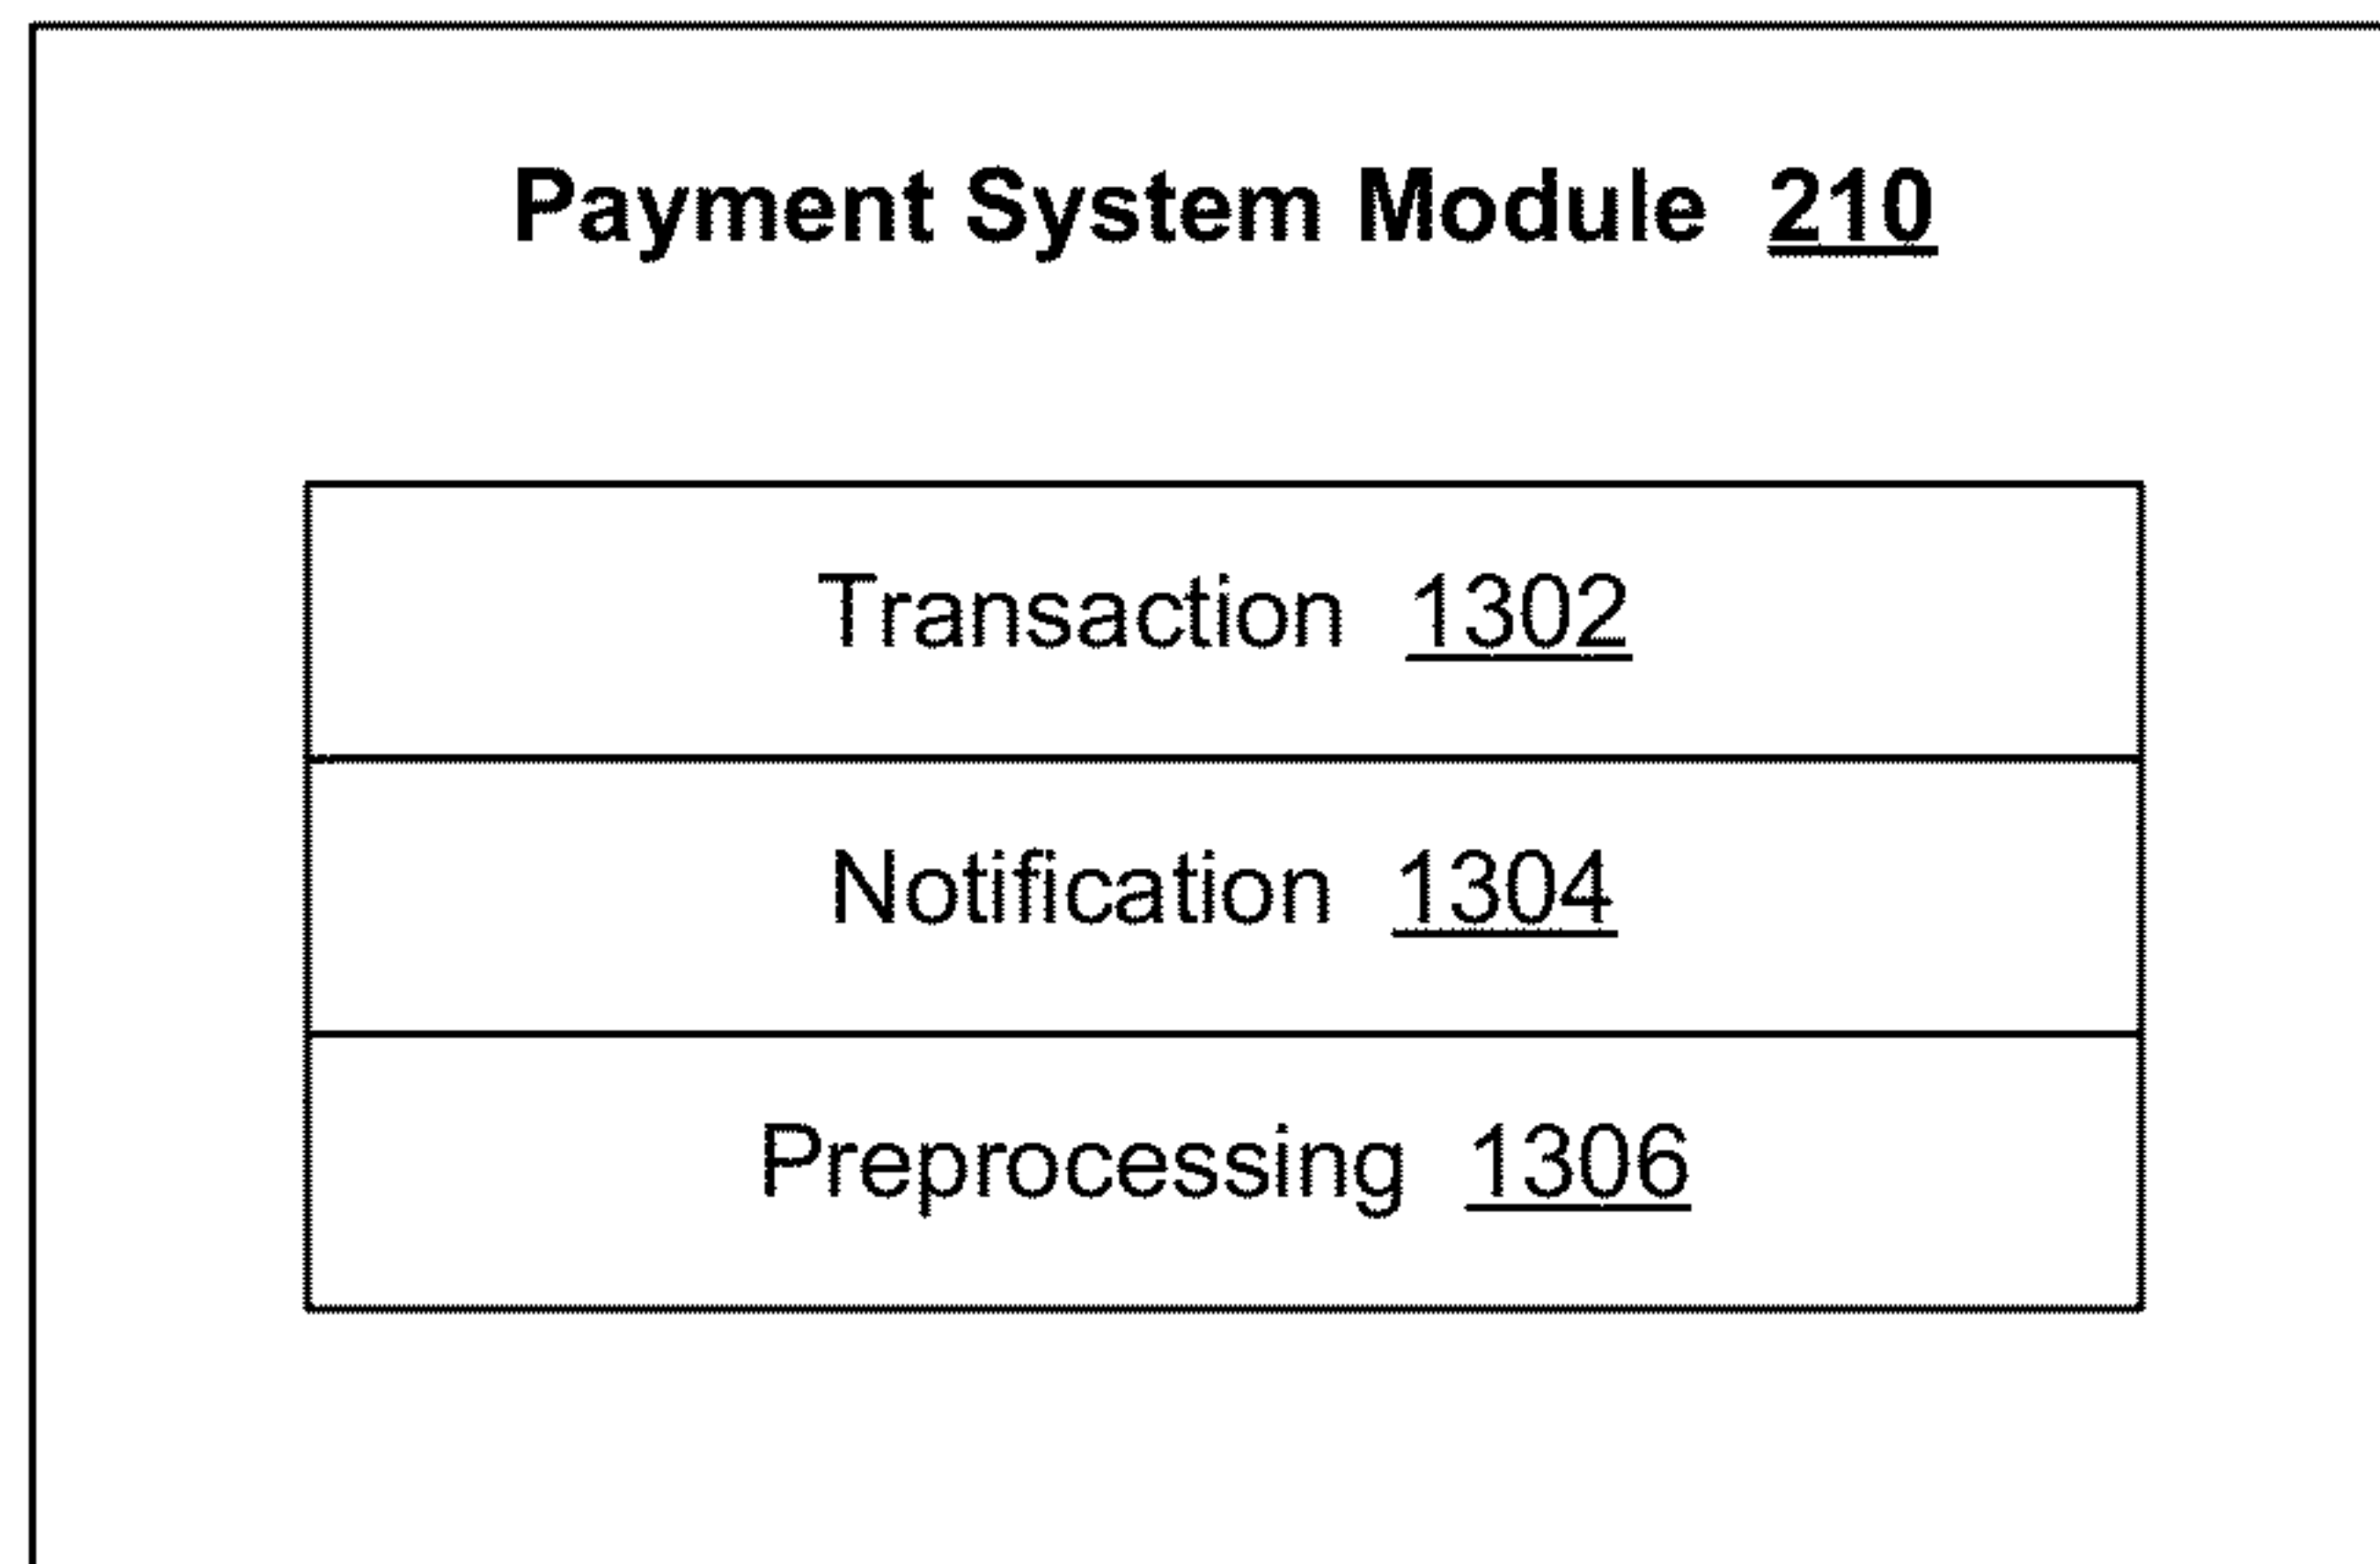 Payment System Module 210
Transaction 1302
Notification 1304
Preprocessing 1306